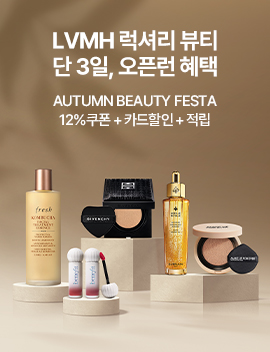 LVMH 럭셔리 뷰티
단 3일, 오픈런 혜택
AUTUMN BEAUTY FESTA
12%쿠폰 + 카드할인 + 적립
fresh
KOMBUCHA
GIVENCHY